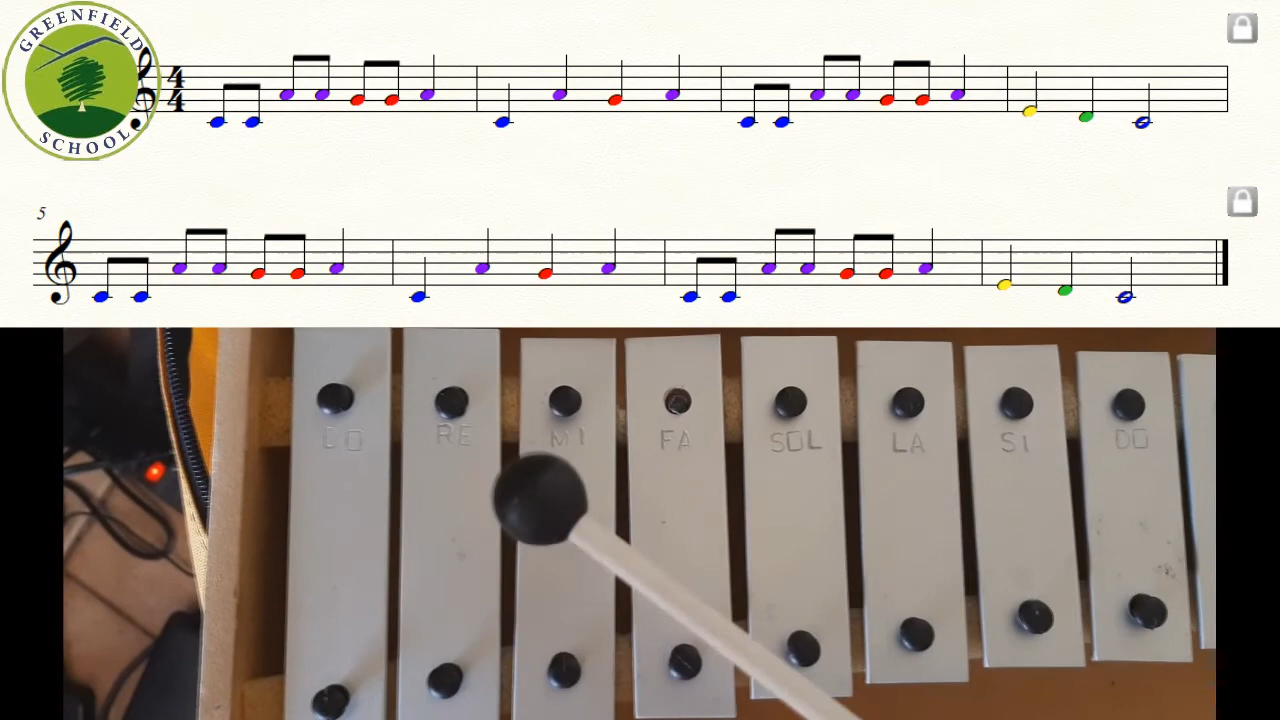 GREENFIELD
SCHOOL
4
4
5
DO RE MI FA SOL LA SI DO